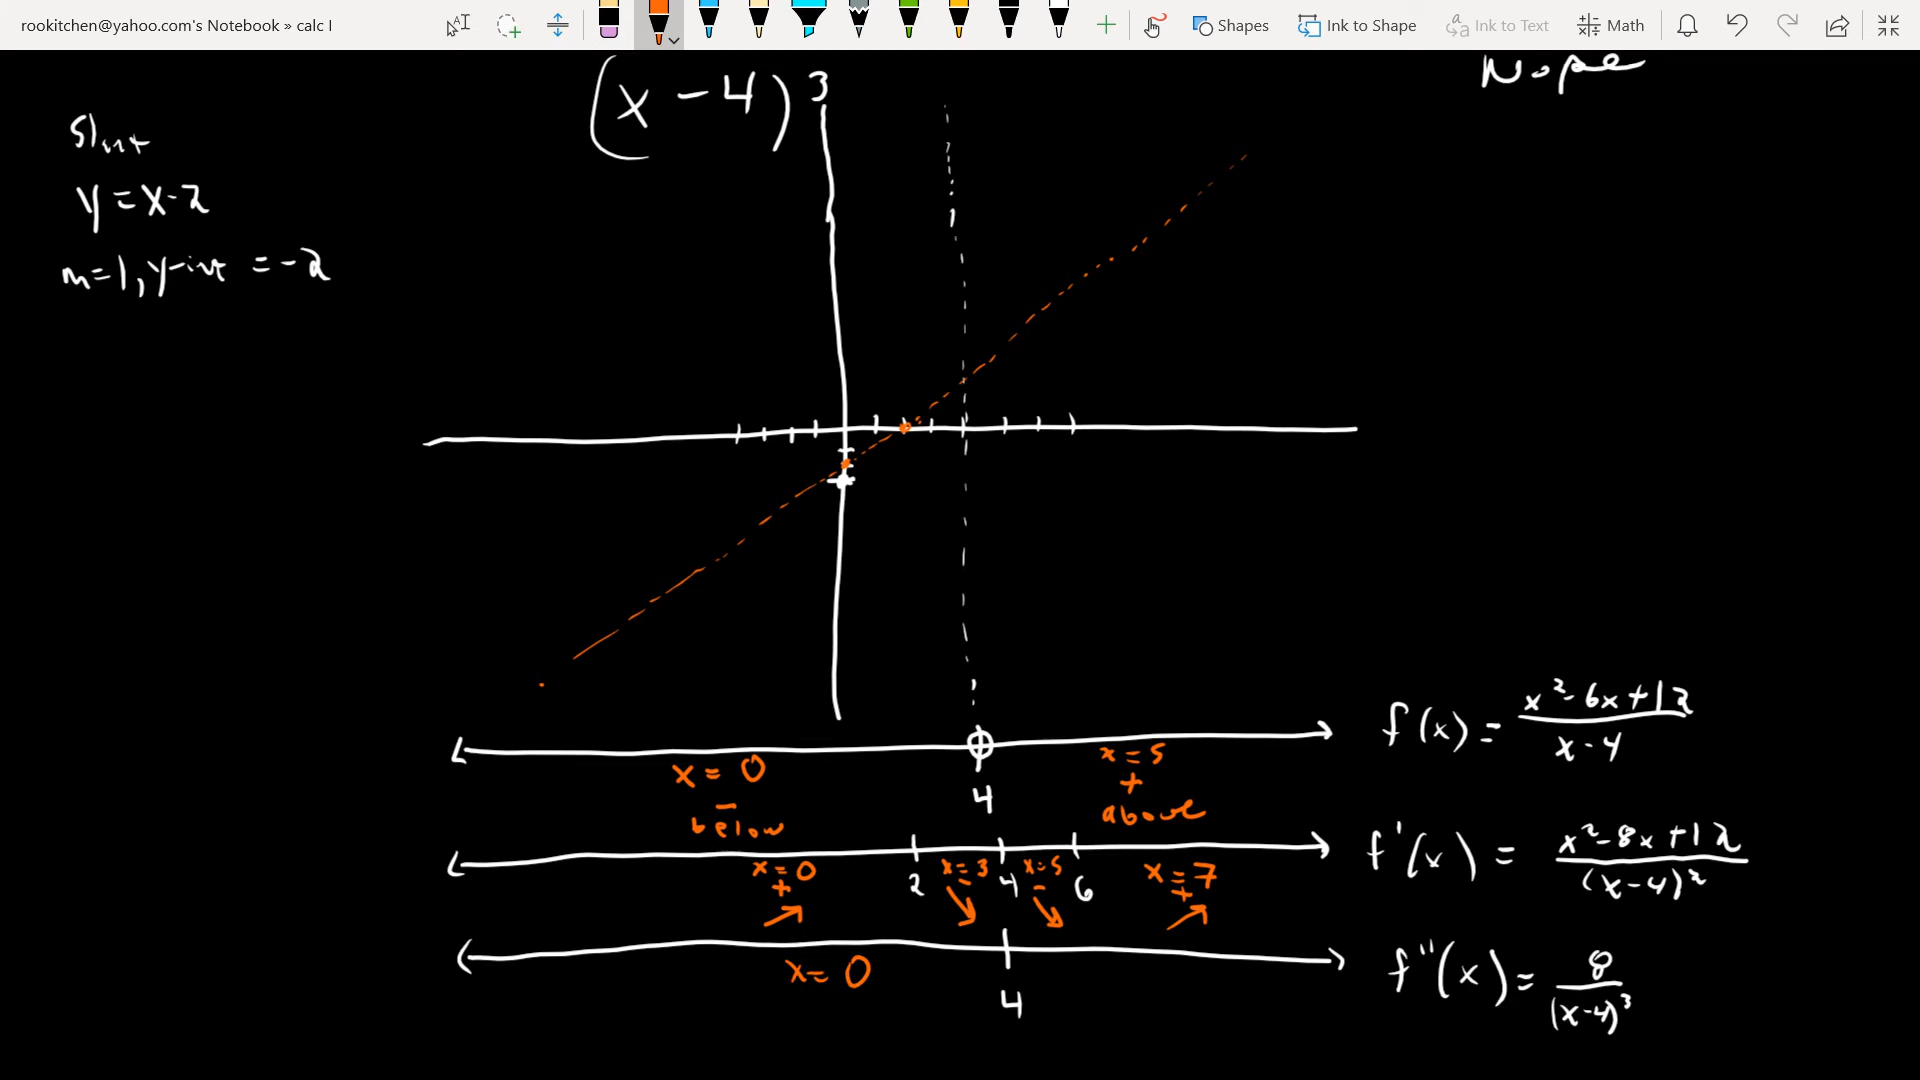 rookitchen@yahoo.com's Notebook » calc I
Shapes
Ink to Shape
Ink to Text
Math
(x-4)^3
Nope
Slant
y=x-2
m=1, y-int = -2
f(x) = (x^2-6x+12)/(x-4)
x = 0
x = 5
-
+
4
below
above
f'(x) = (x^2-8x+12)/(x-4)^2
x=0
x=3
x=5
x=7
+
-
-
+
2
4
6
f''(x) = 8/(x-4)^3
x=0
4